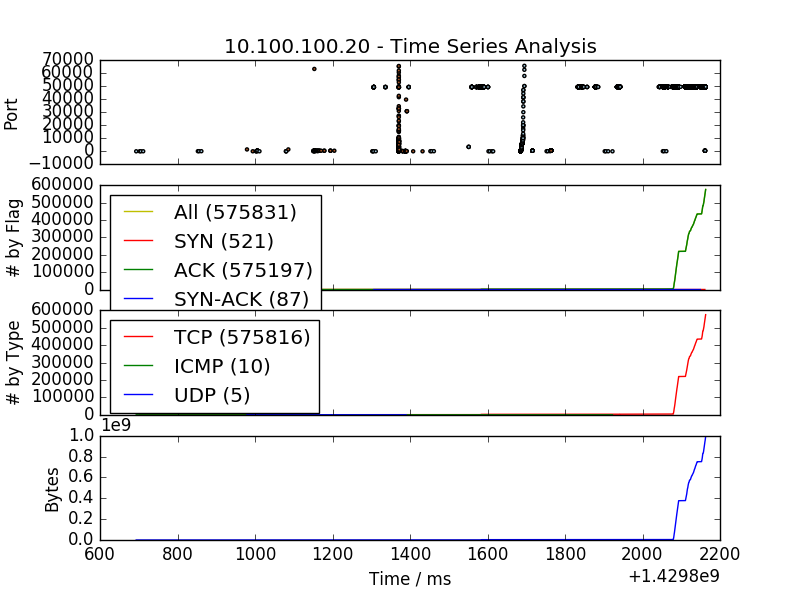 10.100.100.20 - Time Series Analysis
70000
60000
50000
40000
30000
20000
10000
0
−10000
Port
600000
500000
400000
300000
200000
100000
0
# by Flag
All (575831)
SYN (521)
ACK (575197)
SYN-ACK (87)
600000
500000
400000
300000
200000
100000
0
# by Type
TCP (575816)
ICMP (10)
UDP (5)
1e9
1.0
0.8
0.6
0.4
0.2
0.0
Bytes
600 800 1000 1200 1400 1600 1800 2000 2200
Time / ms
+1.4298e9